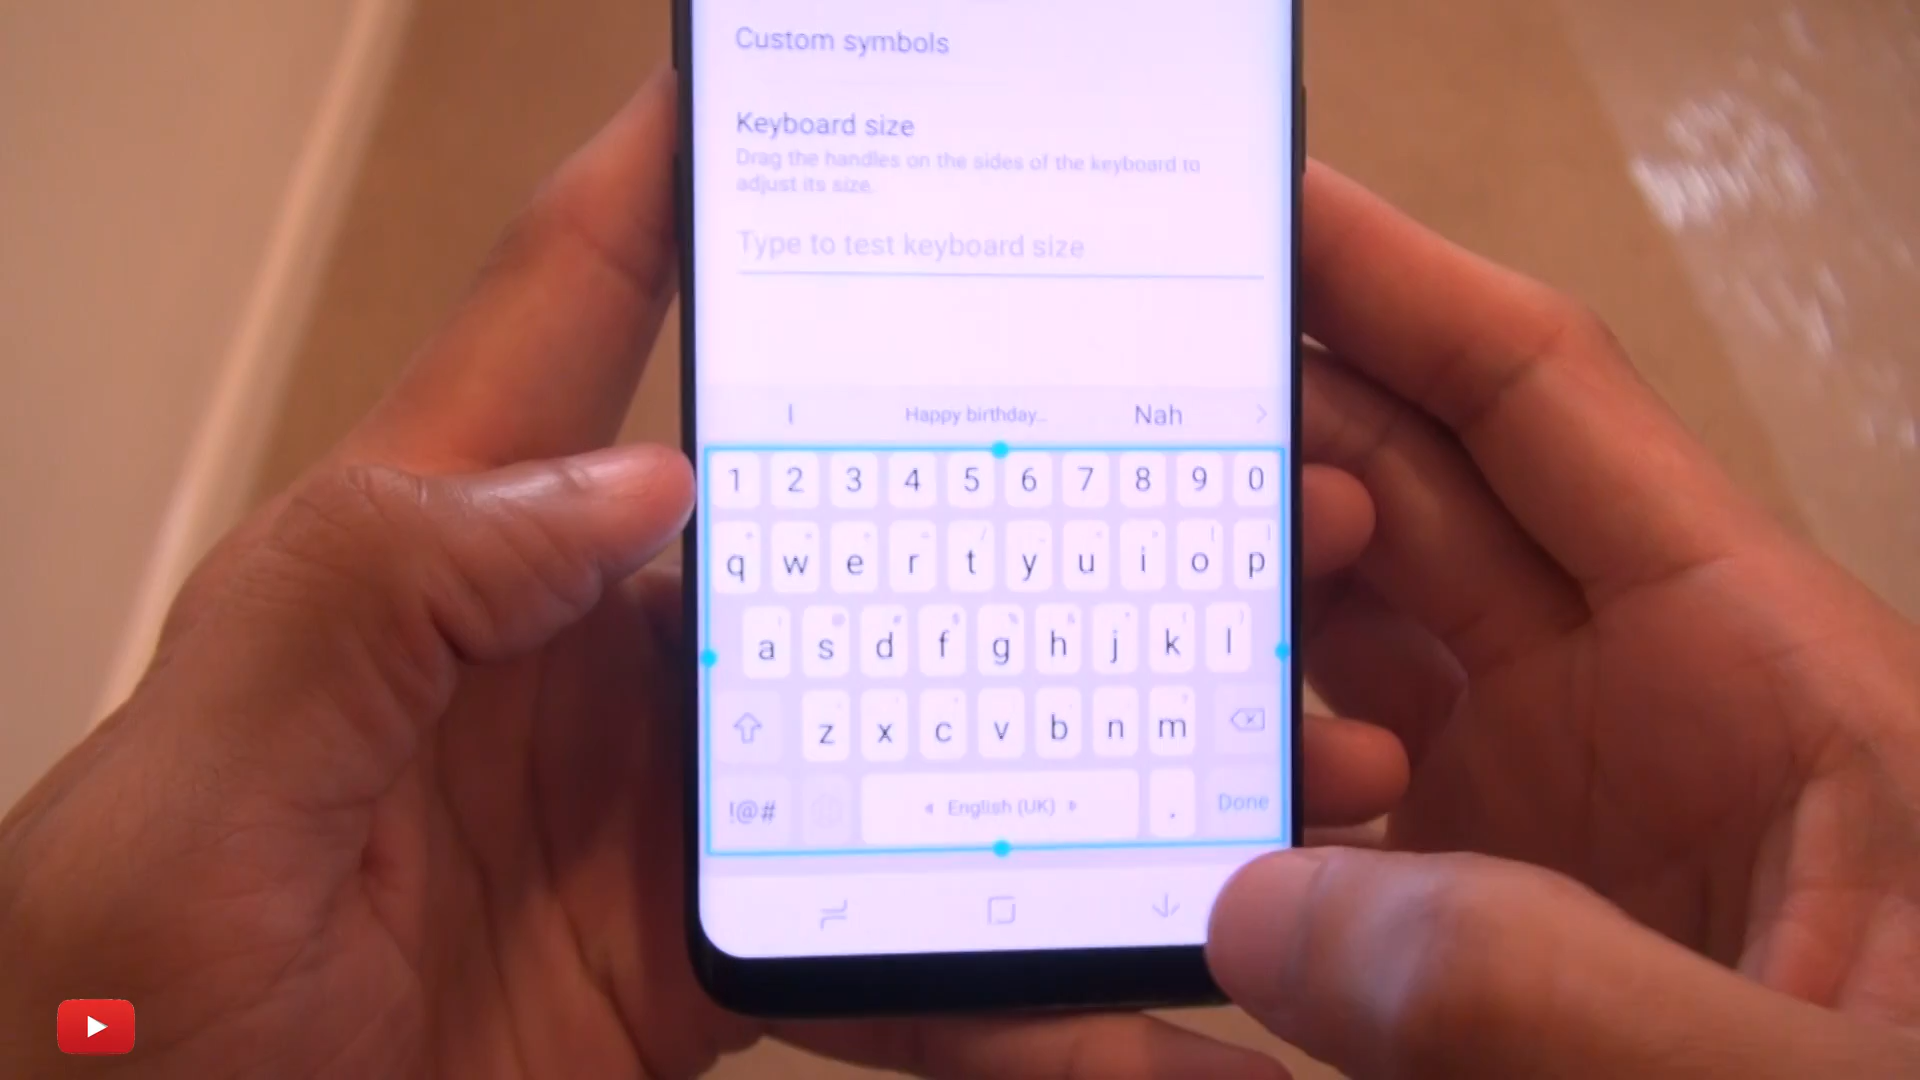 Custom symbols
Keyboard size
Drag the handles on the sides of the keyboard to
adjust its size.
Type to test keyboard size
I Happy birthday... Nah
1 2 3 4 5 6 7 8 9 0
q w e r t y u i o p
a s d f g h j k l
z x c v b n m
!@# English (UK) . Done